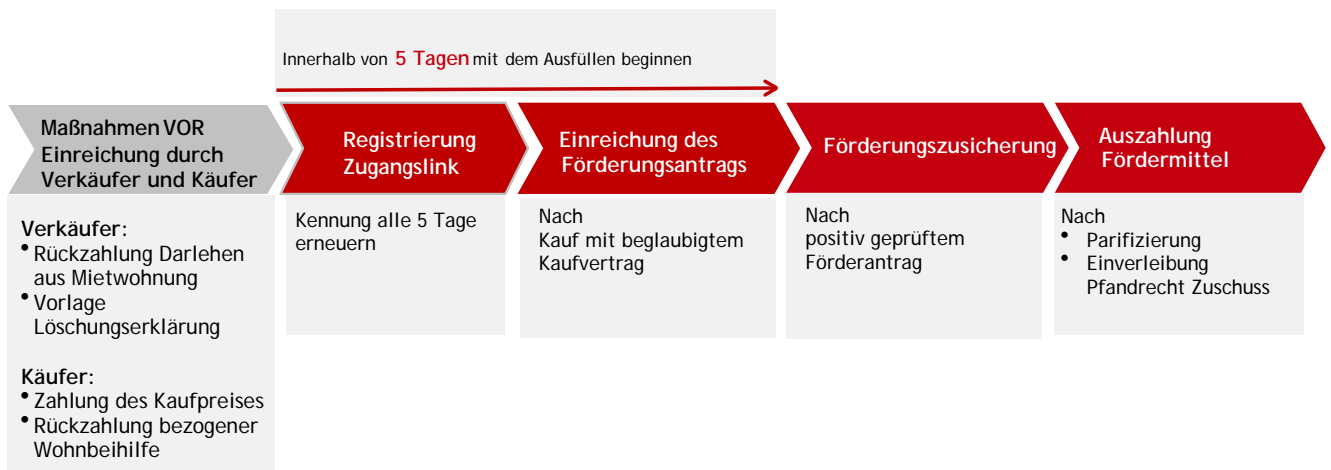 Innerhalb von 5 Tagen mit dem Ausfüllen beginnen
Maßnahmen VOR
Einreichung durch
Verkäufer und Käufer
Verkäufer:
• Rückzahlung Darlehen
aus Mietwohnung
• Vorlage
Löschungserklärung
Käufer:
• Zahlung des Kaufpreises
• Rückzahlung bezogener
Wohnbeihilfe
Registrierung
Zugangslink
Kennung alle 5 Tage
erneuern
Einreichung des
Förderungsantrags
Nach
Kauf mit beglaubigtem
Kaufvertrag
Förderungszusicherung
Nach
positiv geprüftem
Förderantrag
Auszahlung
Fördermittel
Nach
• Parifizierung
• Einverleibung
Pfandrecht Zuschuss